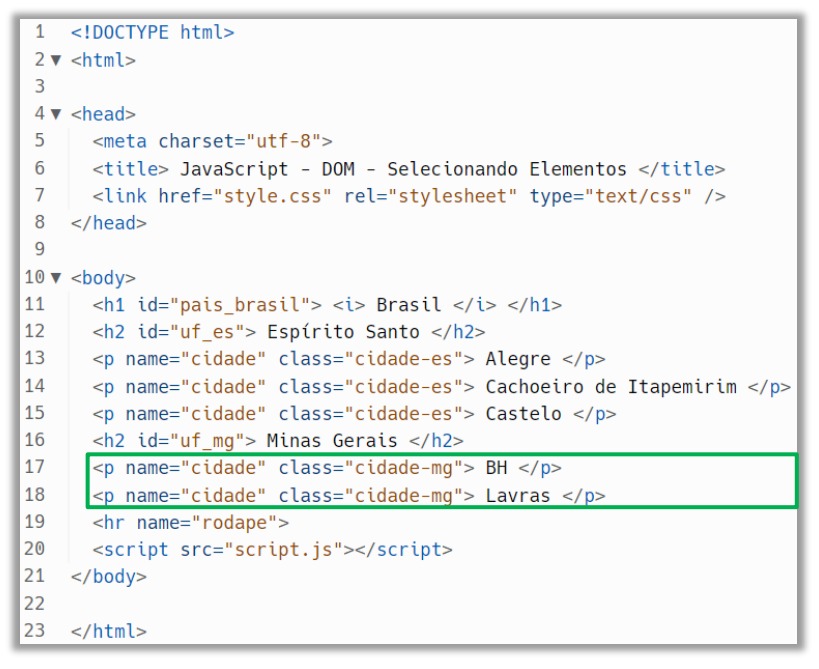 1 <!DOCTYPE html>
2 ▼ <html>
3
4 ▼ <head>
5 <meta charset="utf-8">
6 <title> JavaScript - DOM - Selecionando Elementos </title>
7 <link href="style.css" rel="stylesheet" type="text/css" />
8 </head>
9
10 ▼ <body>
11 <h1 id="pais_brasil"> <i> Brasil </i> </h1>
12 <h2 id="uf_es"> Espírito Santo </h2>
13 <p name="cidade" class="cidade-es"> Alegre </p>
14 <p name="cidade" class="cidade-es"> Cachoeiro de Itapemirim </p>
15 <p name="cidade" class="cidade-es"> Castelo </p>
16 <h2 id="uf_mg"> Minas Gerais </h2>
17 <p name="cidade" class="cidade-mg"> BH </p>
18 <p name="cidade" class="cidade-mg"> Lavras </p>
19 <hr name="rodape">
20 <script src="script.js"></script>
21 </body>
22
23 </html>